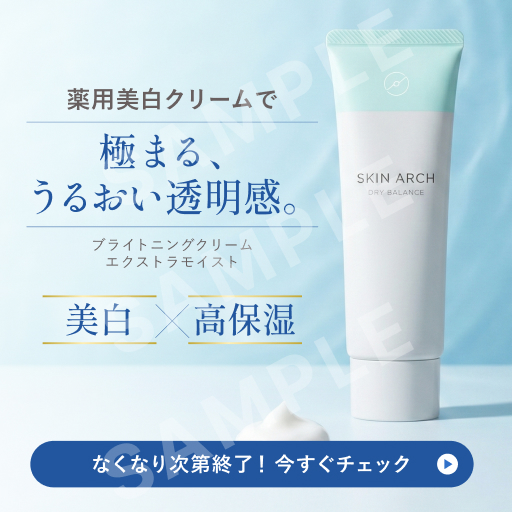 薬用美白クリームで
極まる、
うるおい透明感。
ブライトニングクリーム
エクストラモイスト
美白×高保湿
なくなり次第終了！今すぐチェック
SKIN ARCH
DRY-BALANCE
SAMPLE
SAMPLE
SAMPLE
SAMPLE